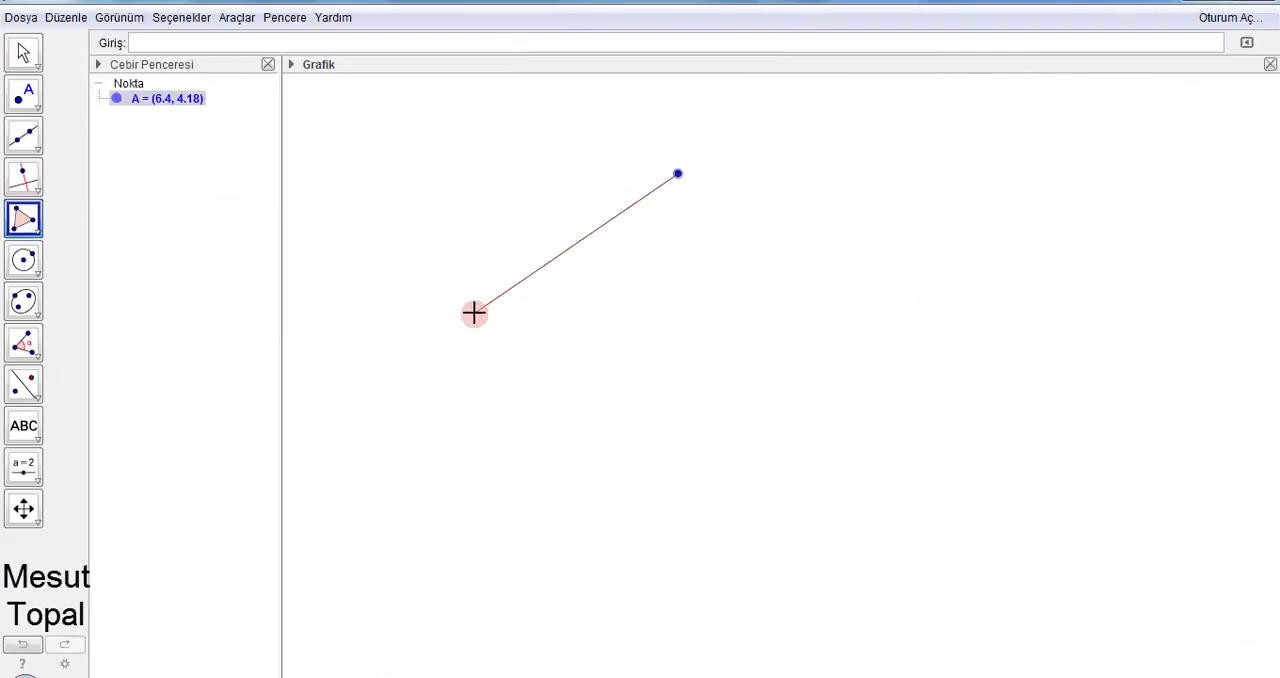 Dosya Düzenle Görünüm Seçenekler Araçlar Pencere Yardım Oturum Aç...
Giriş:
Cebir Penceresi Grafik
Nokta
A = (6.4, 4.18)
A
α
ABC
a=2
Mesut
Topal
?